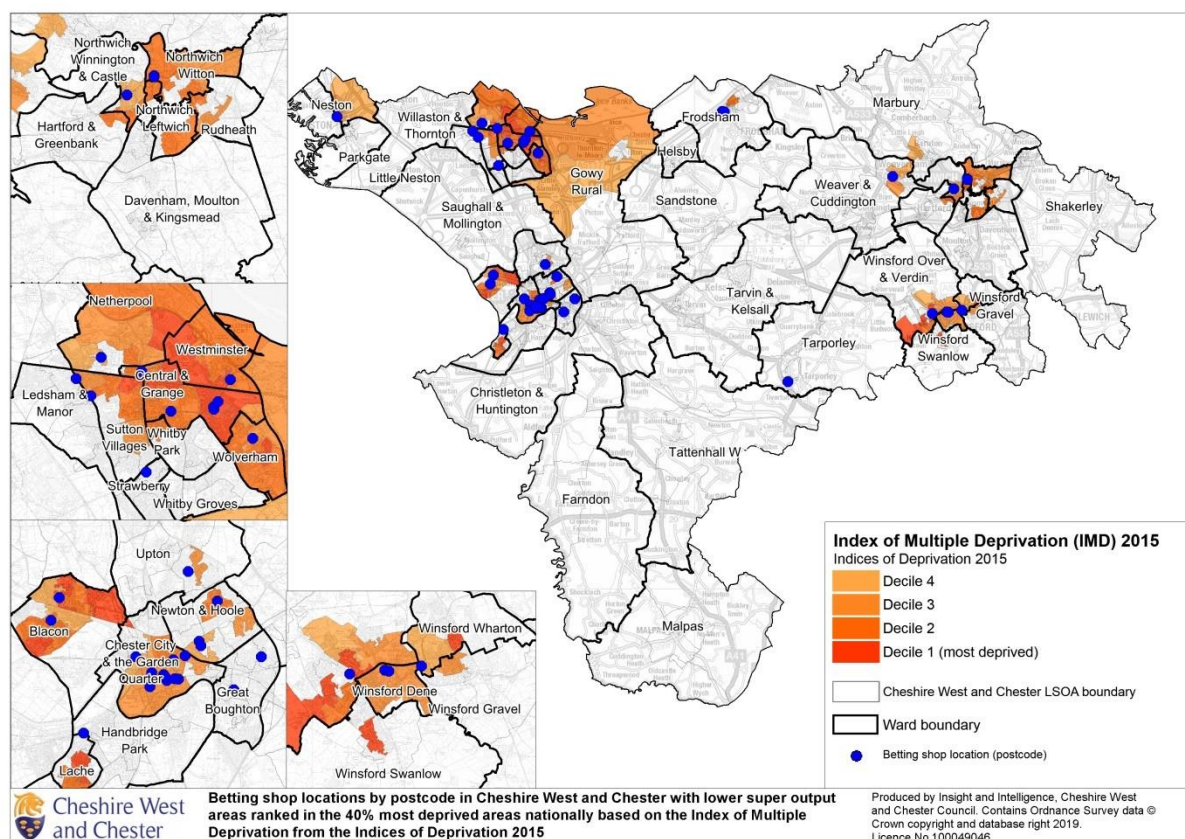 Northwich
Winnington
& Castle
Northwich
Witton
Northwich
Leftwich
Rudheath
Hartford &
Greenbank
Davenham, Moulton
& Kingsmead
Netherpool
Westminster
Central &
Grange
Ledsham &
Manor
Sutton
Villages
Whitby
Park
Wolverham
Strawberry
Whitby Groves
Upton
Newton & Hoole
Blacon
Chester City
& the Garden
Quarter
Great
Boughton
Handbridge
Park
Lache
Winsford Wharton
Winsford Dene
Winsford Gravel
Winsford Swanlow
Neston
Willaston &
Thornton
Parkgate
Little Neston
Saughall &
Mollington
Gowy
Rural
Helsby
Frodsham
Sandstone
Marbury
Weaver &
Cuddington
Shakerley
Winsford Over
& Verdin
Winsford
Gravel
Winsford
Swanlow
Tarvin &
Kelsall
Tarporley
Christleton &
Huntington
Tattenhall W
Farndon
Malpas
Index of Multiple Deprivation (IMD) 2015
Indices of Deprivation 2015
Decile 4
Decile 3
Decile 2
Decile 1 (most deprived)
Cheshire West and Chester LSOA boundary
Ward boundary
Betting shop location (postcode)
Cheshire West
and Chester
Betting shop locations by postcode in Cheshire West and Chester with lower super output
areas ranked in the 40% most deprived areas nationally based on the Index of Multiple
Deprivation from the Indices of Deprivation 2015
Produced by Insight and Intelligence, Cheshire West
and Chester Council. Contains Ordnance Survey data ©
Crown copyright and database right 2019.
Licence No 100049046